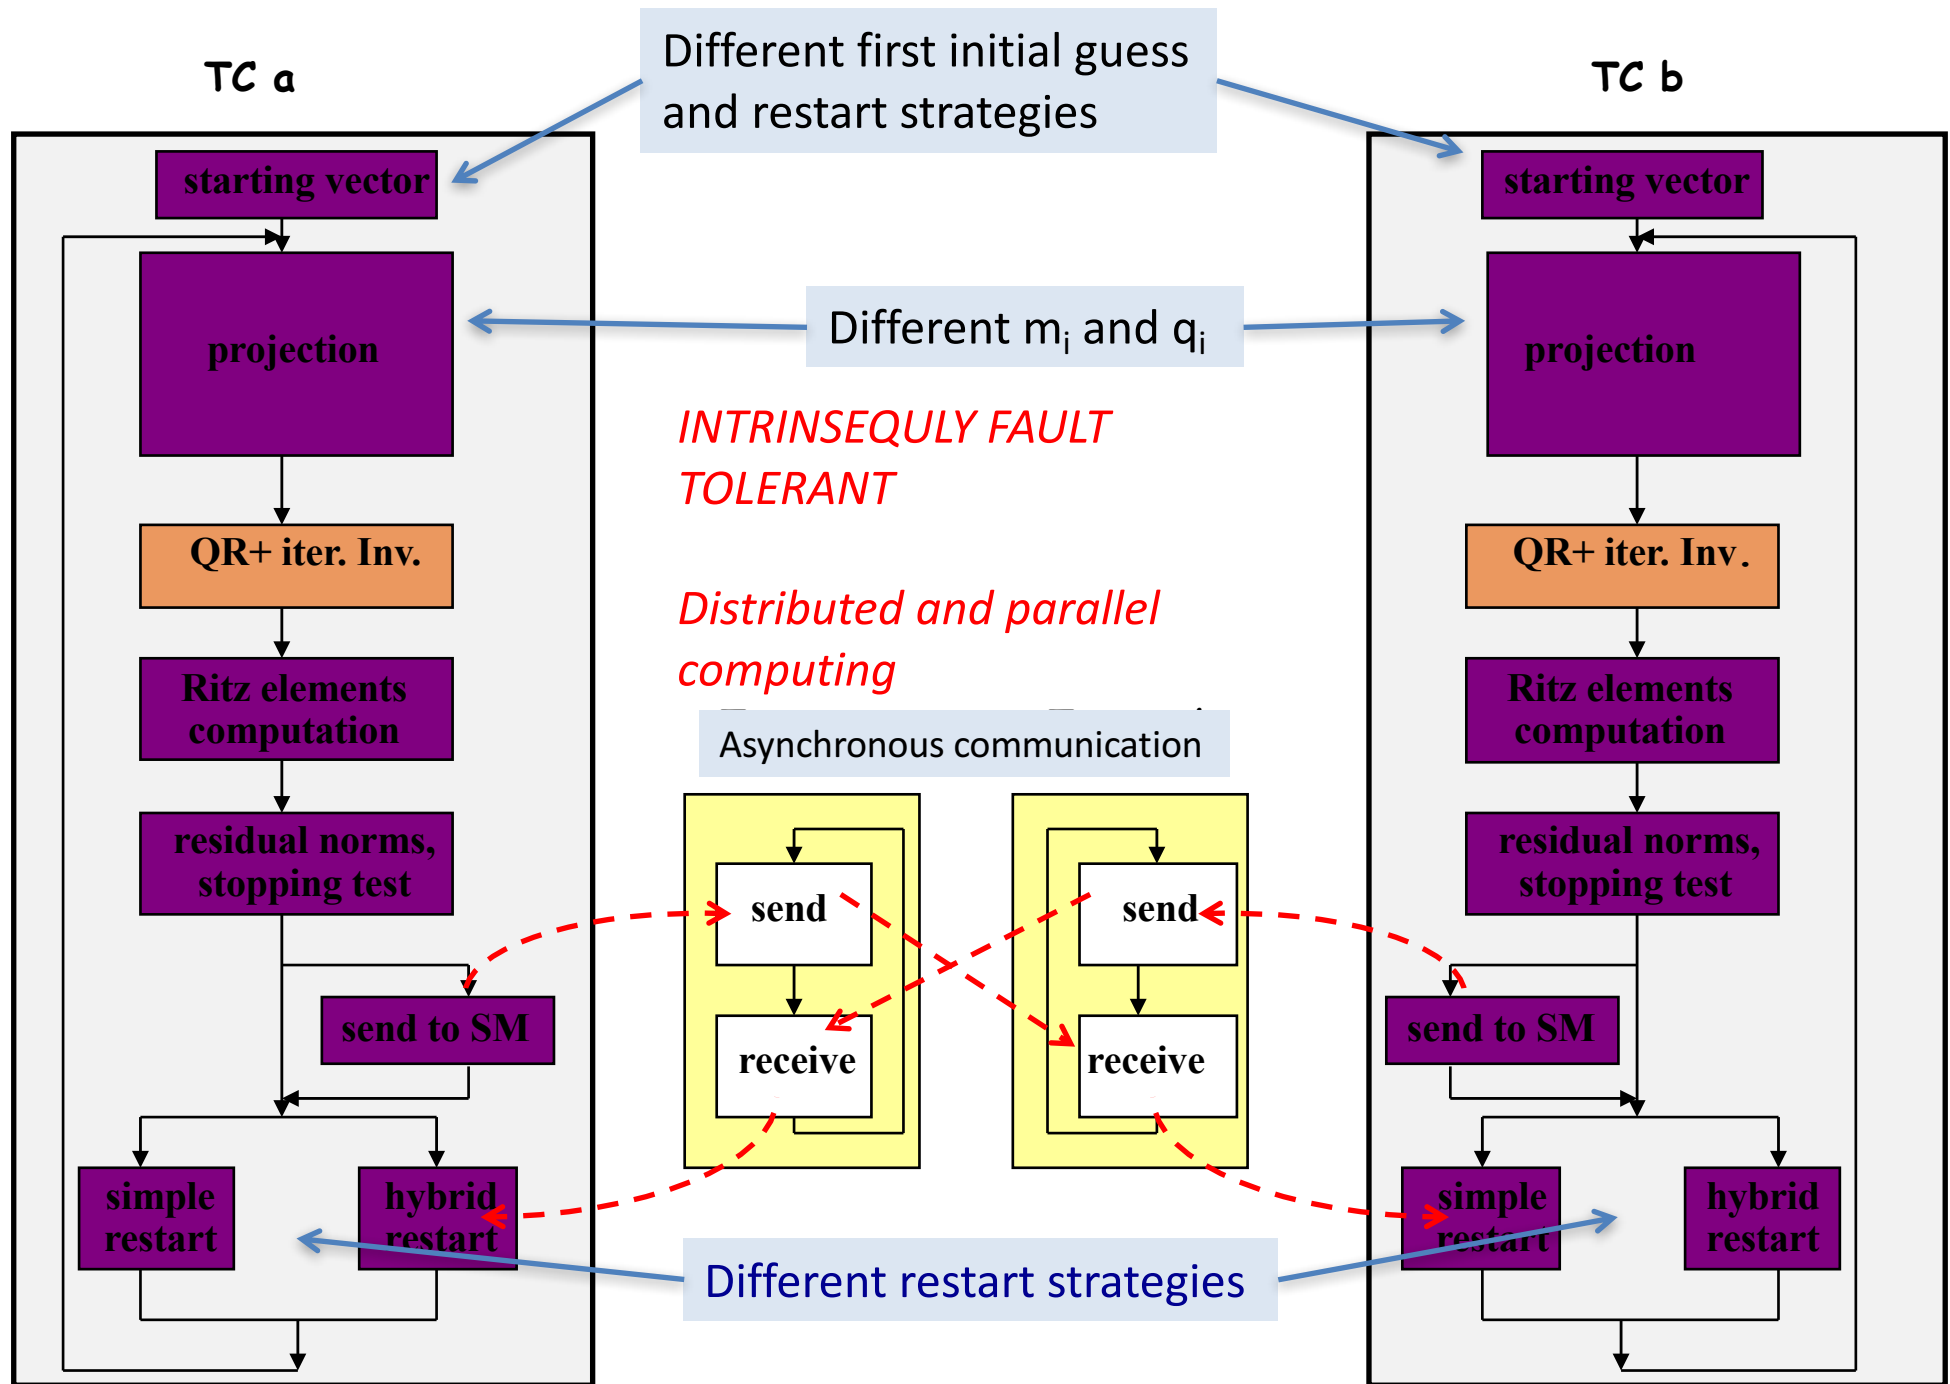 TC a
Different first initial guess
and restart strategies
TC b
starting vector
starting vector
projection
Different mi and qi
projection
INTRINSEQULY FAULT
TOLERANT
QR+ iter. Inv.
QR+ iter. Inv.
Distributed and parallel
computing
Ritz elements
computation
Ritz elements
computation
Asynchronous communication
residual norms,
stopping test
residual norms,
stopping test
send
send
send to SM
send to SM
receive
receive
simple
restart
hybrid
restart
simple
restart
hybrid
restart
Different restart strategies